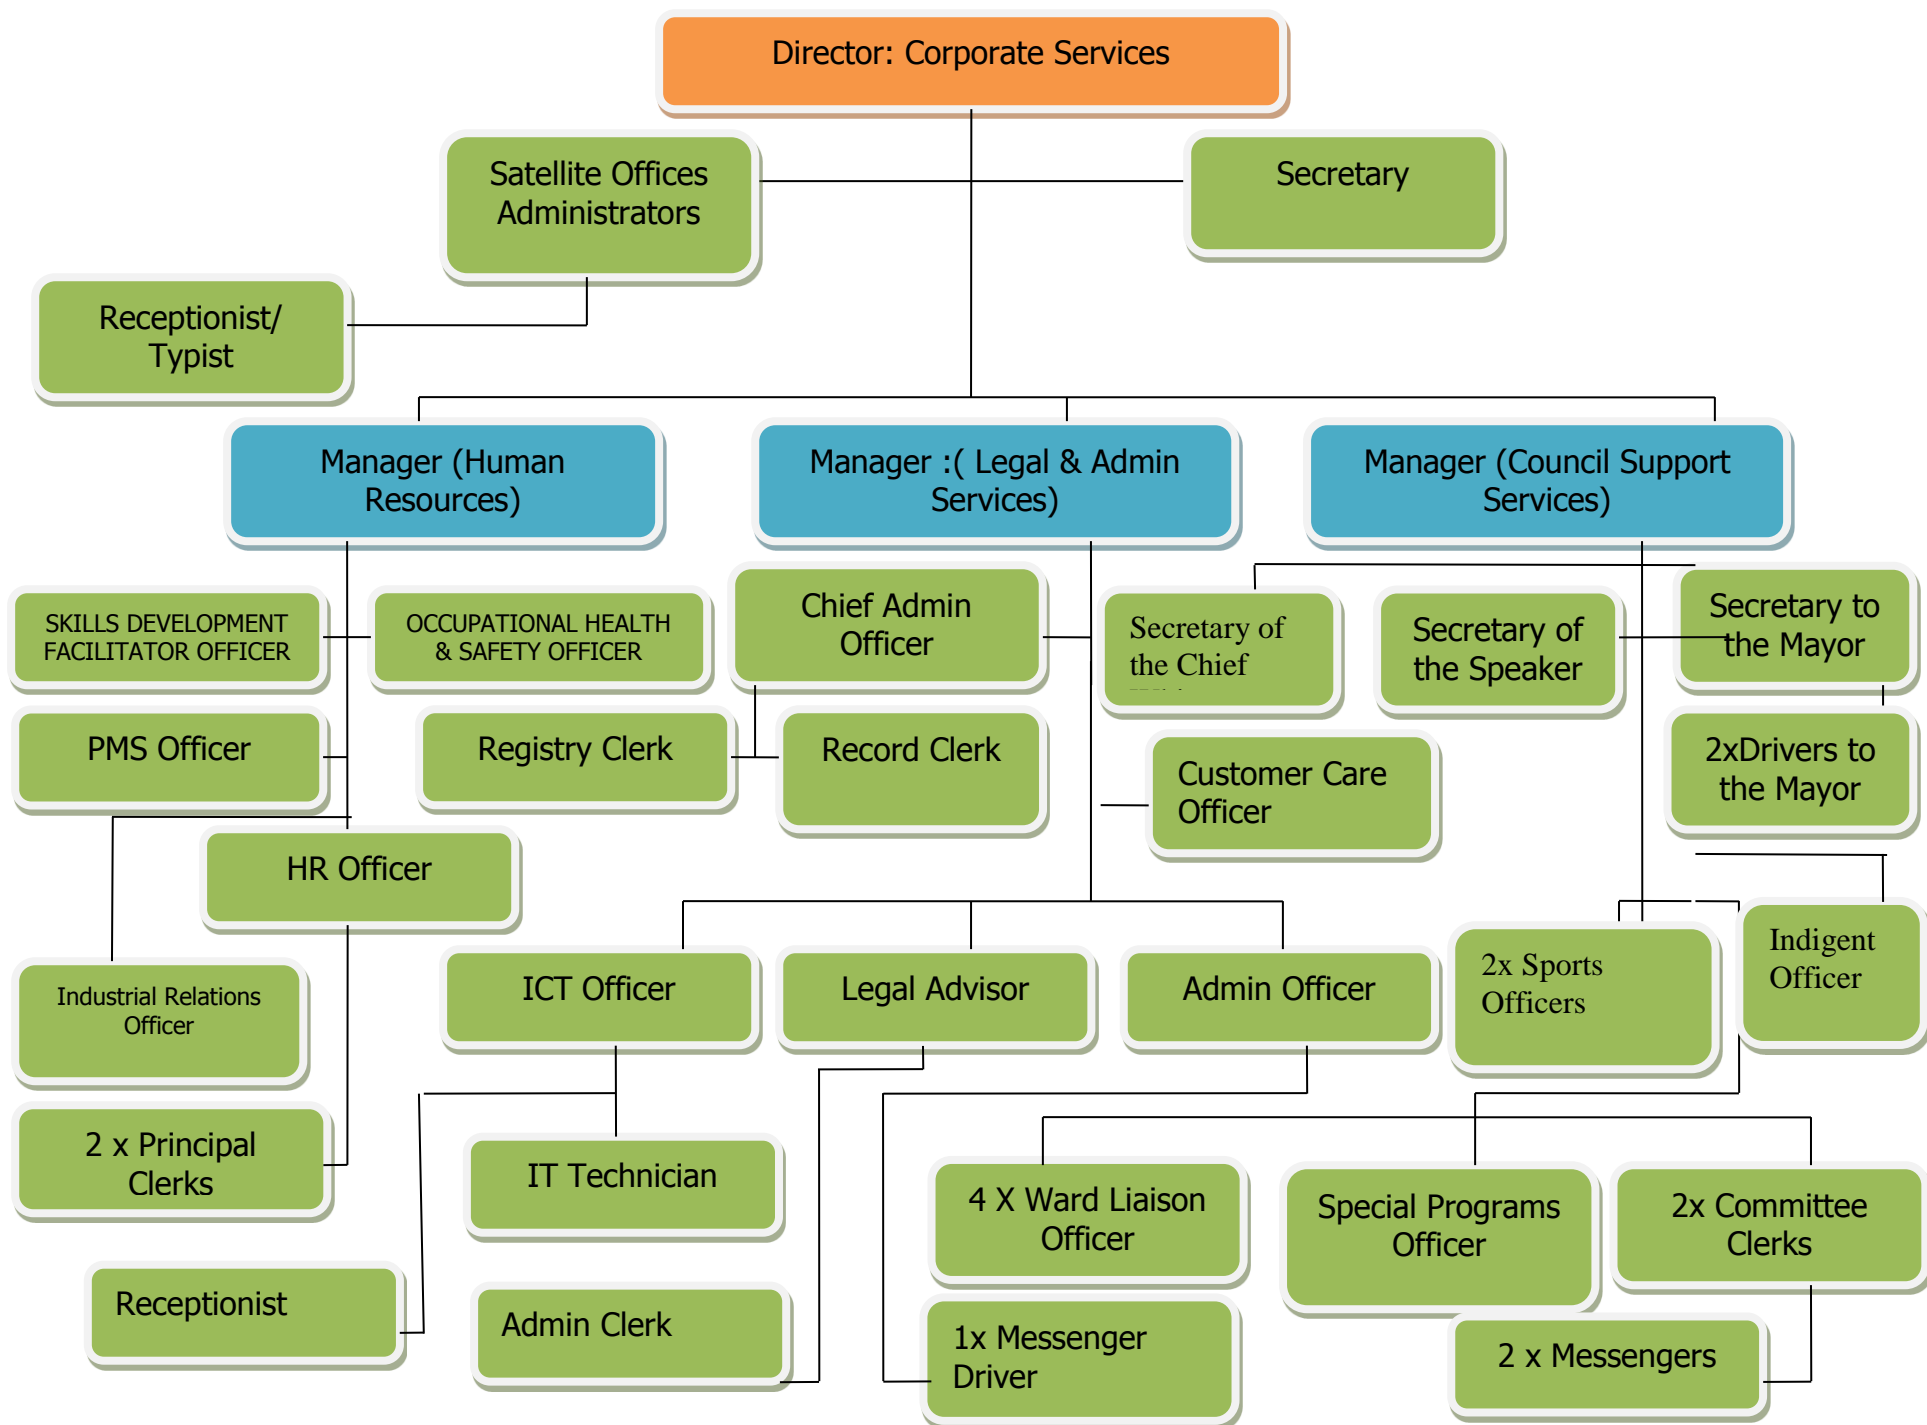 Director: Corporate Services
Satellite Offices
Administrators
Secretary
Receptionist/
Typist
Manager (Human
Resources)
Manager :( Legal & Admin
Services)
Manager (Council Support
Services)
SKILLS DEVELOPMENT
FACILITATOR OFFICER
OCCUPATIONAL HEALTH
& SAFETY OFFICER
Chief Admin
Officer
Secretary of
the Chief
Secretary of
the Speaker
Secretary to
the Mayor
PMS Officer
Registry Clerk
Record Clerk
Customer Care
Officer
2xDrivers to
the Mayor
HR Officer
Industrial Relations
Officer
ICT Officer
Legal Advisor
Admin Officer
2x Sports
Officers
Indigent
Officer
2 x Principal
Clerks
IT Technician
4 X Ward Liaison
Officer
Special Programs
Officer
2x Committee
Clerks
Receptionist
Admin Clerk
1x Messenger
Driver
2 x Messengers